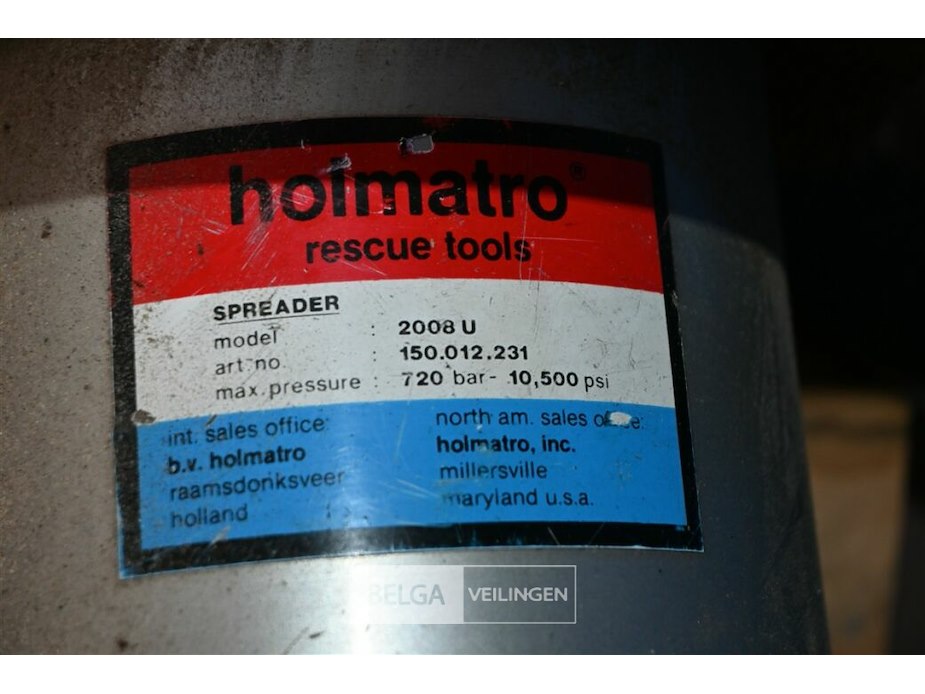 holmatro®
rescue tools
SPREADER
model : 2008 U
art. no. : 150.012.231
max. pressure : 720 bar - 10,500 psi
int. sales office:
b.v. holmatro
raamsdonksveer
holland
north am. sales office:
holmatro, inc.
millersville
maryland u.s.a.
BELGA VEILINGEN